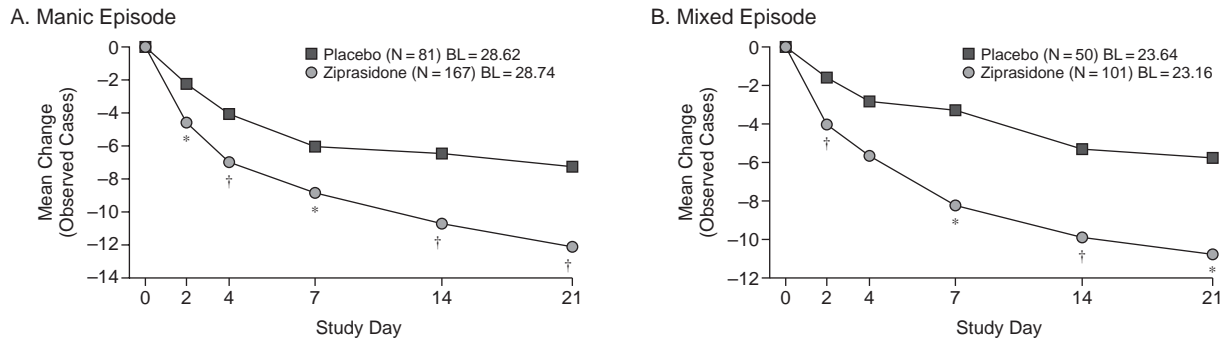 A. Manic Episode
Placebo (N = 81) BL = 28.62
Ziprasidone (N = 167) BL = 28.74
0
–2
–4
–6
–8
–10
–12
–14
Mean Change
(Observed Cases)
*
†
*
†
†
0 2 4 7 14 21
Study Day
B. Mixed Episode
Placebo (N = 50) BL = 23.64
Ziprasidone (N = 101) BL = 23.16
0
–2
–4
–6
–8
–10
–12
Mean Change
(Observed Cases)
†
*
†
*
0 2 4 7 14 21
Study Day